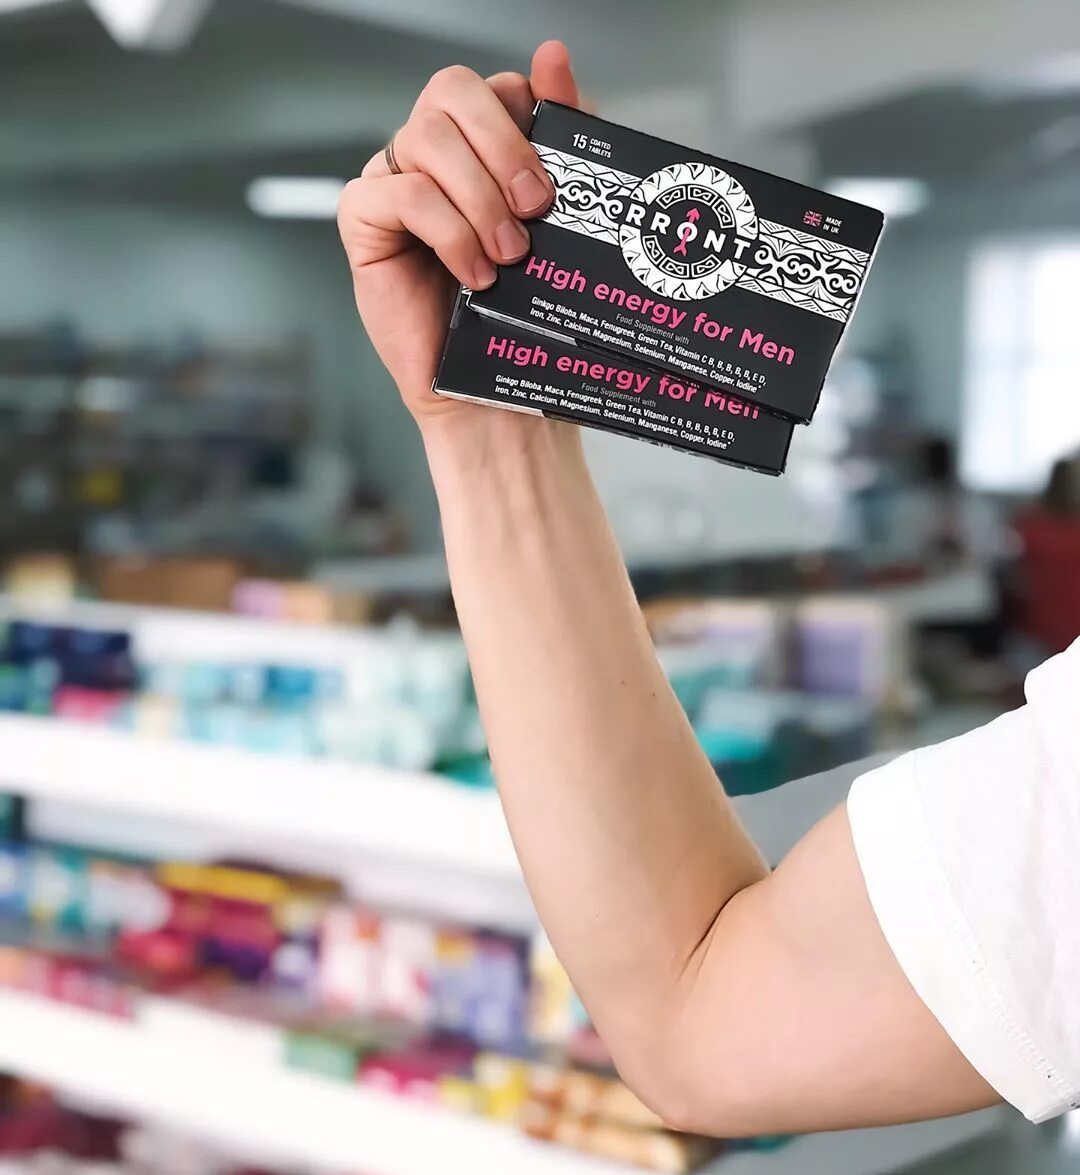 15 COATED
TABLETS
RRONT
MADE
IN UK
High energy for Men
Food Supplement with
Ginkgo Biloba, Maca, Fenugreek, Green Tea, Vitamin C B, B, B, B, B, E D,
Iron, Zinc, Calcium, Magnesium, Selenium, Manganese, Copper, Iodine*
High energy for Men
Food Supplement with
Ginkgo Biloba, Maca, Fenugreek, Green Tea, Vitamin C B, B, B, B, B, E D,
Iron, Zinc, Calcium, Magnesium, Selenium, Manganese, Copper, Iodine*